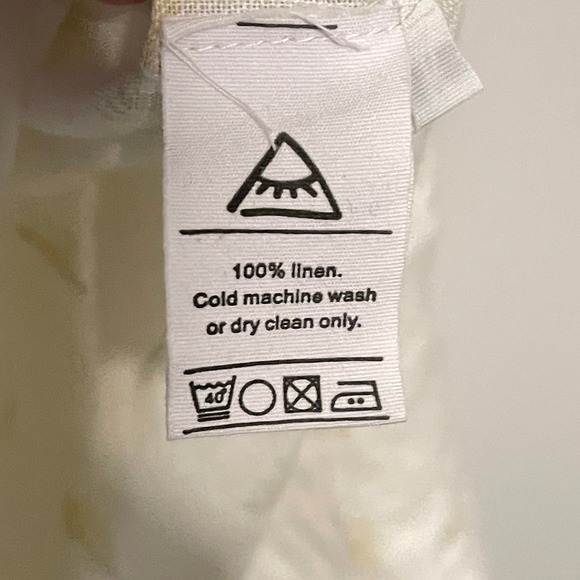 100% linen.
Cold machine wash
or dry clean only.
40